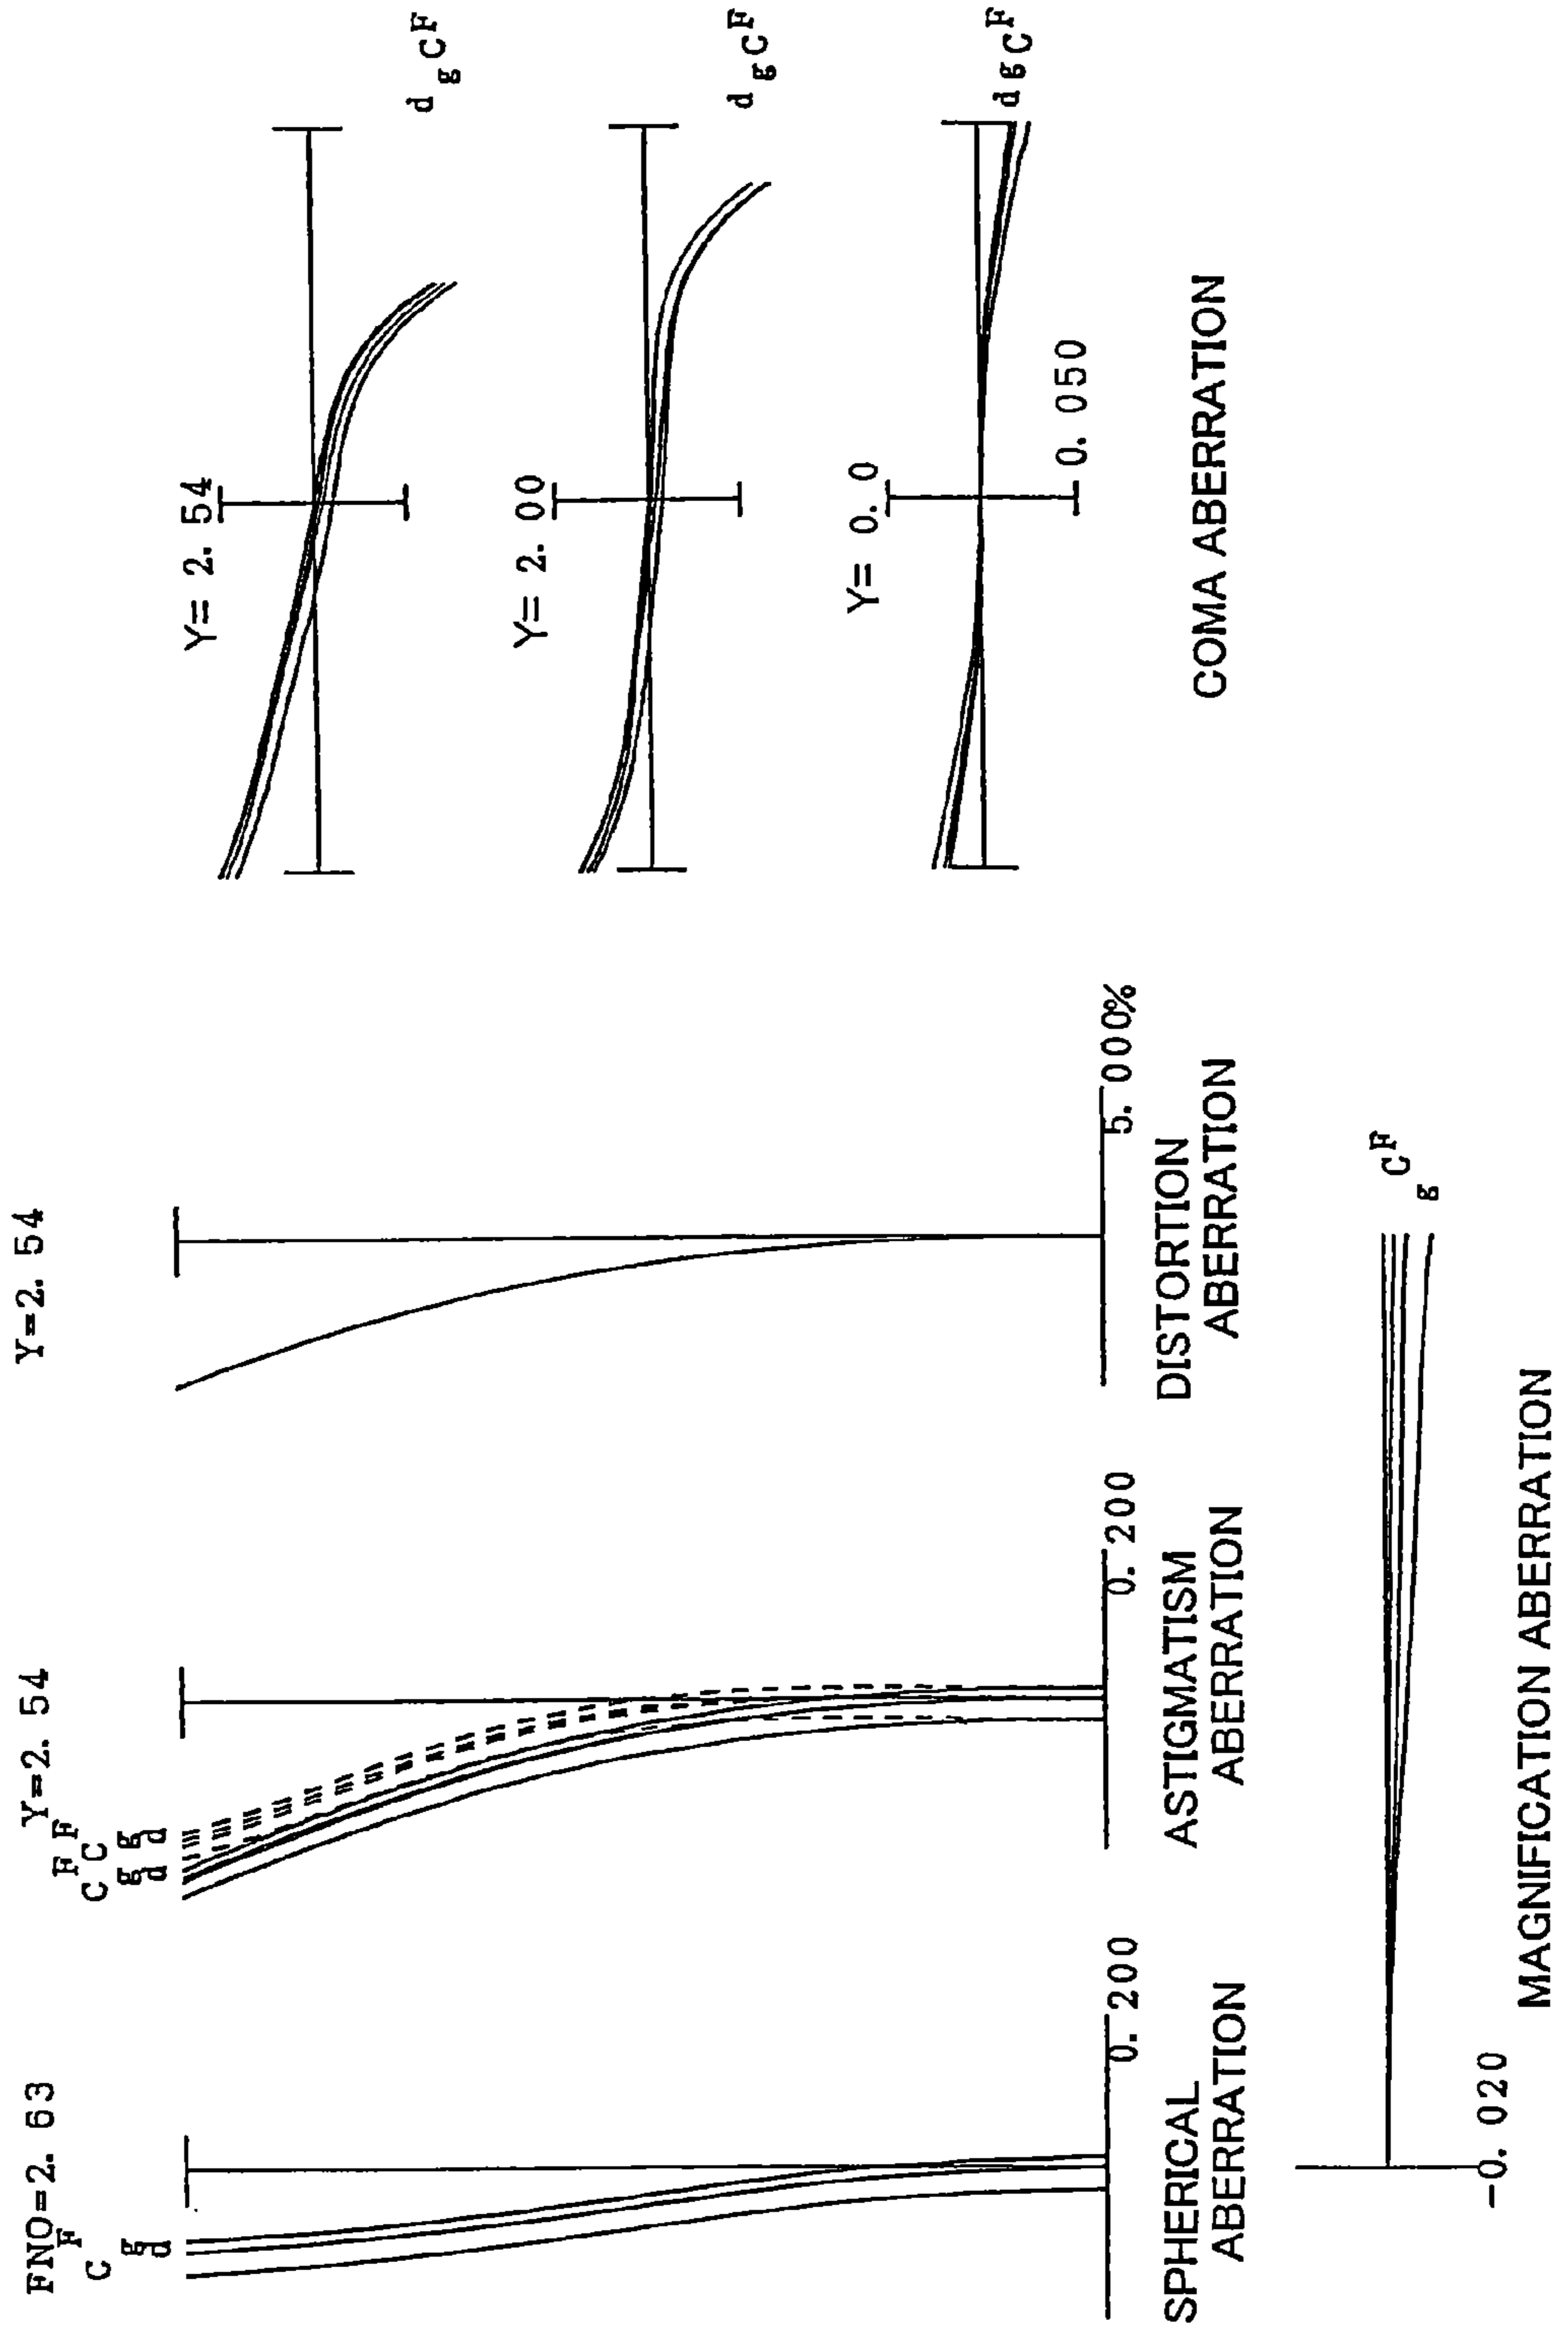 FNO=2. 63
F
C
g
d
0. 200
SPHERICAL
ABERRATION
Y=2. 54
F F
C C
g g
d d
0. 200
ASTIGMATISM
ABERRATION
Y=2. 54
5. 000%
DISTORTION
ABERRATION
Y= 2. 54
d g C F
Y= 2. 00
d g C F
Y= 0. 0
d g C F
0. 050
COMA ABERRATION
g C F
-0. 020
MAGNIFICATION ABERRATION